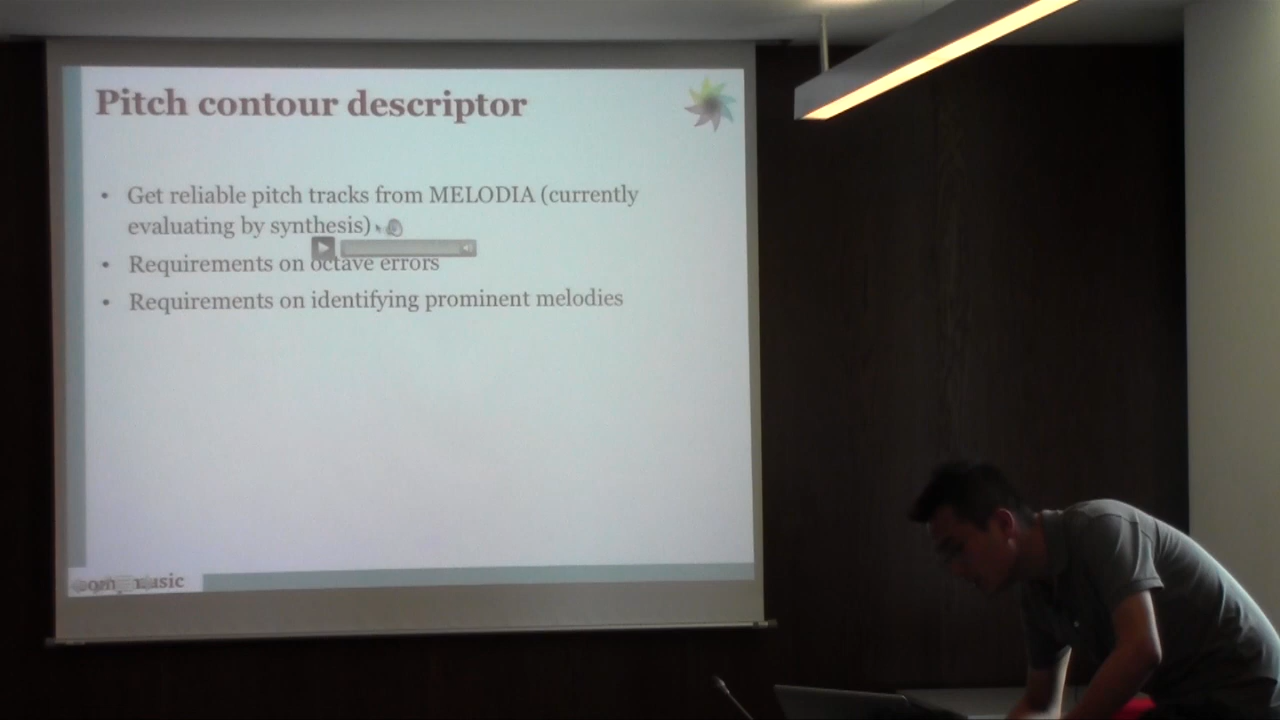 Pitch contour descriptor
• Get reliable pitch tracks from MELODIA (currently
evaluating by synthesis)
• Requirements on octave errors
• Requirements on identifying prominent melodies